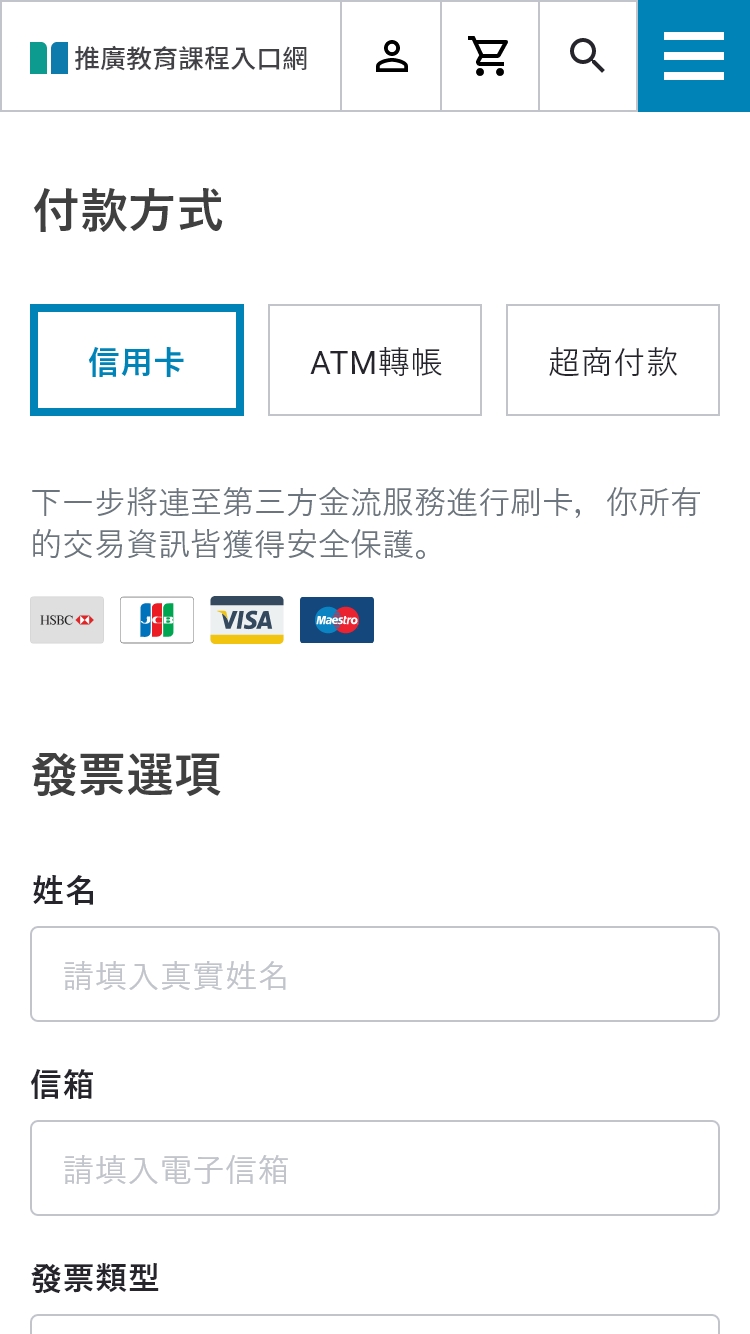 推廣教育課程入口網
付款方式
信用卡
ATM轉帳
超商付款
下一步將連至第三方金流服務進行刷卡，你所有
的交易資訊皆獲得安全保護。
HSBC
JCB
VISA
Maestro
發票選項
姓名
請填入真實姓名
信箱
請填入電子信箱
發票類型